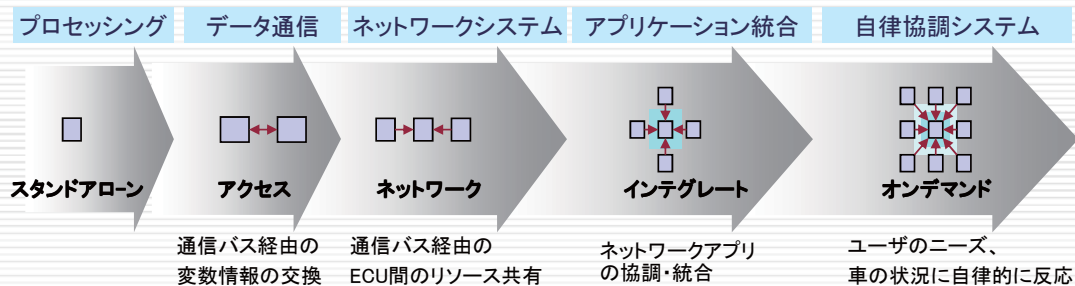 プロセッシング
データ通信
ネットワークシステム
アプリケーション統合
自律協調システム
スタンドアローン
アクセス
ネットワーク
インテグレート
オンデマンド
通信バス経由の
変数情報の交換
通信バス経由の
ECU間のリソース共有
ネットワークアプリ
の協調・統合
ユーザのニーズ、
車の状況に自律的に反応